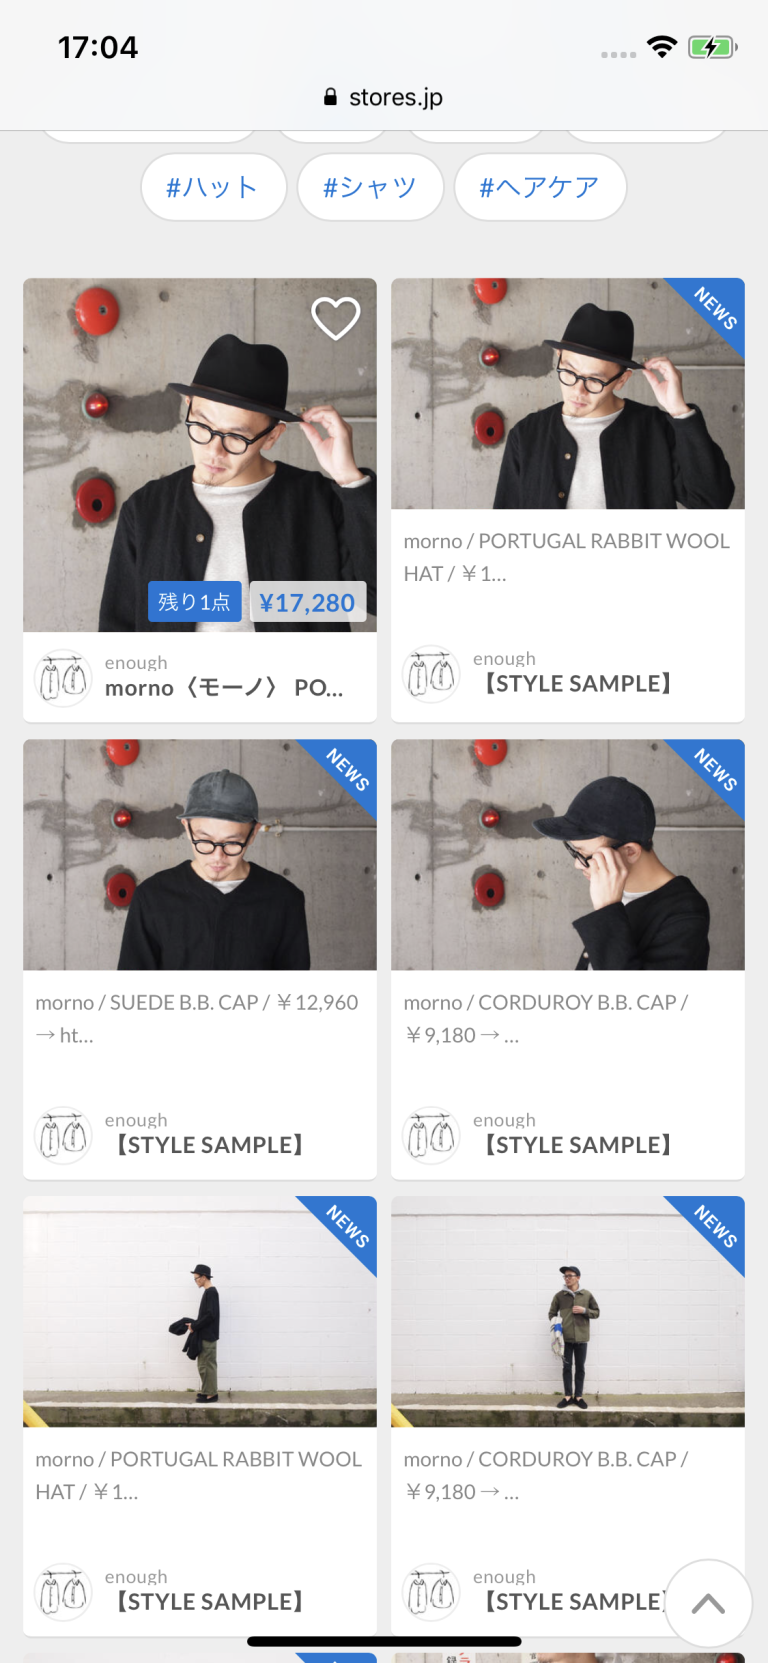 17:04
stores.jp
#ハット
#シャツ
#ヘアケア
残り1点
¥17,280
enough
morno〈モーノ〉 PO...
NEWS
morno / PORTUGAL RABBIT WOOL
HAT / ￥1...
enough
【STYLE SAMPLE】
NEWS
morno / SUEDE B.B. CAP / ￥12,960
→ ht...
enough
【STYLE SAMPLE】
NEWS
morno / CORDUROY B.B. CAP /
￥9,180 → ...
enough
【STYLE SAMPLE】
NEWS
morno / PORTUGAL RABBIT WOOL
HAT / ￥1...
enough
【STYLE SAMPLE】
NEWS
morno / CORDUROY B.B. CAP /
￥9,180 → ...
enough
【STYLE SAMPLE】